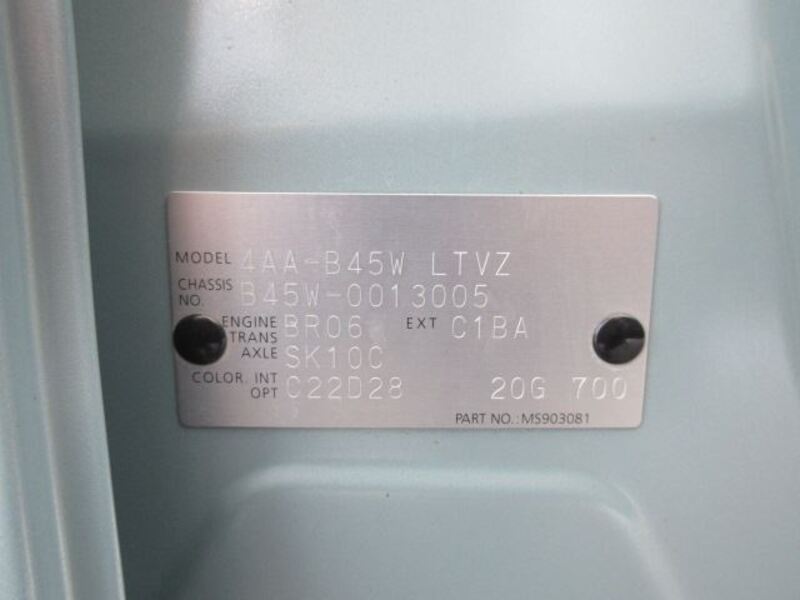 MODEL 4AA-B45W LTVZ
CHASSIS NO. B45W-0013005
ENGINE BR06 EXT C1BA
TRANS AXLE SK10C
COLOR. INT OPT C22D28 20G 700
PART NO.: MS903081